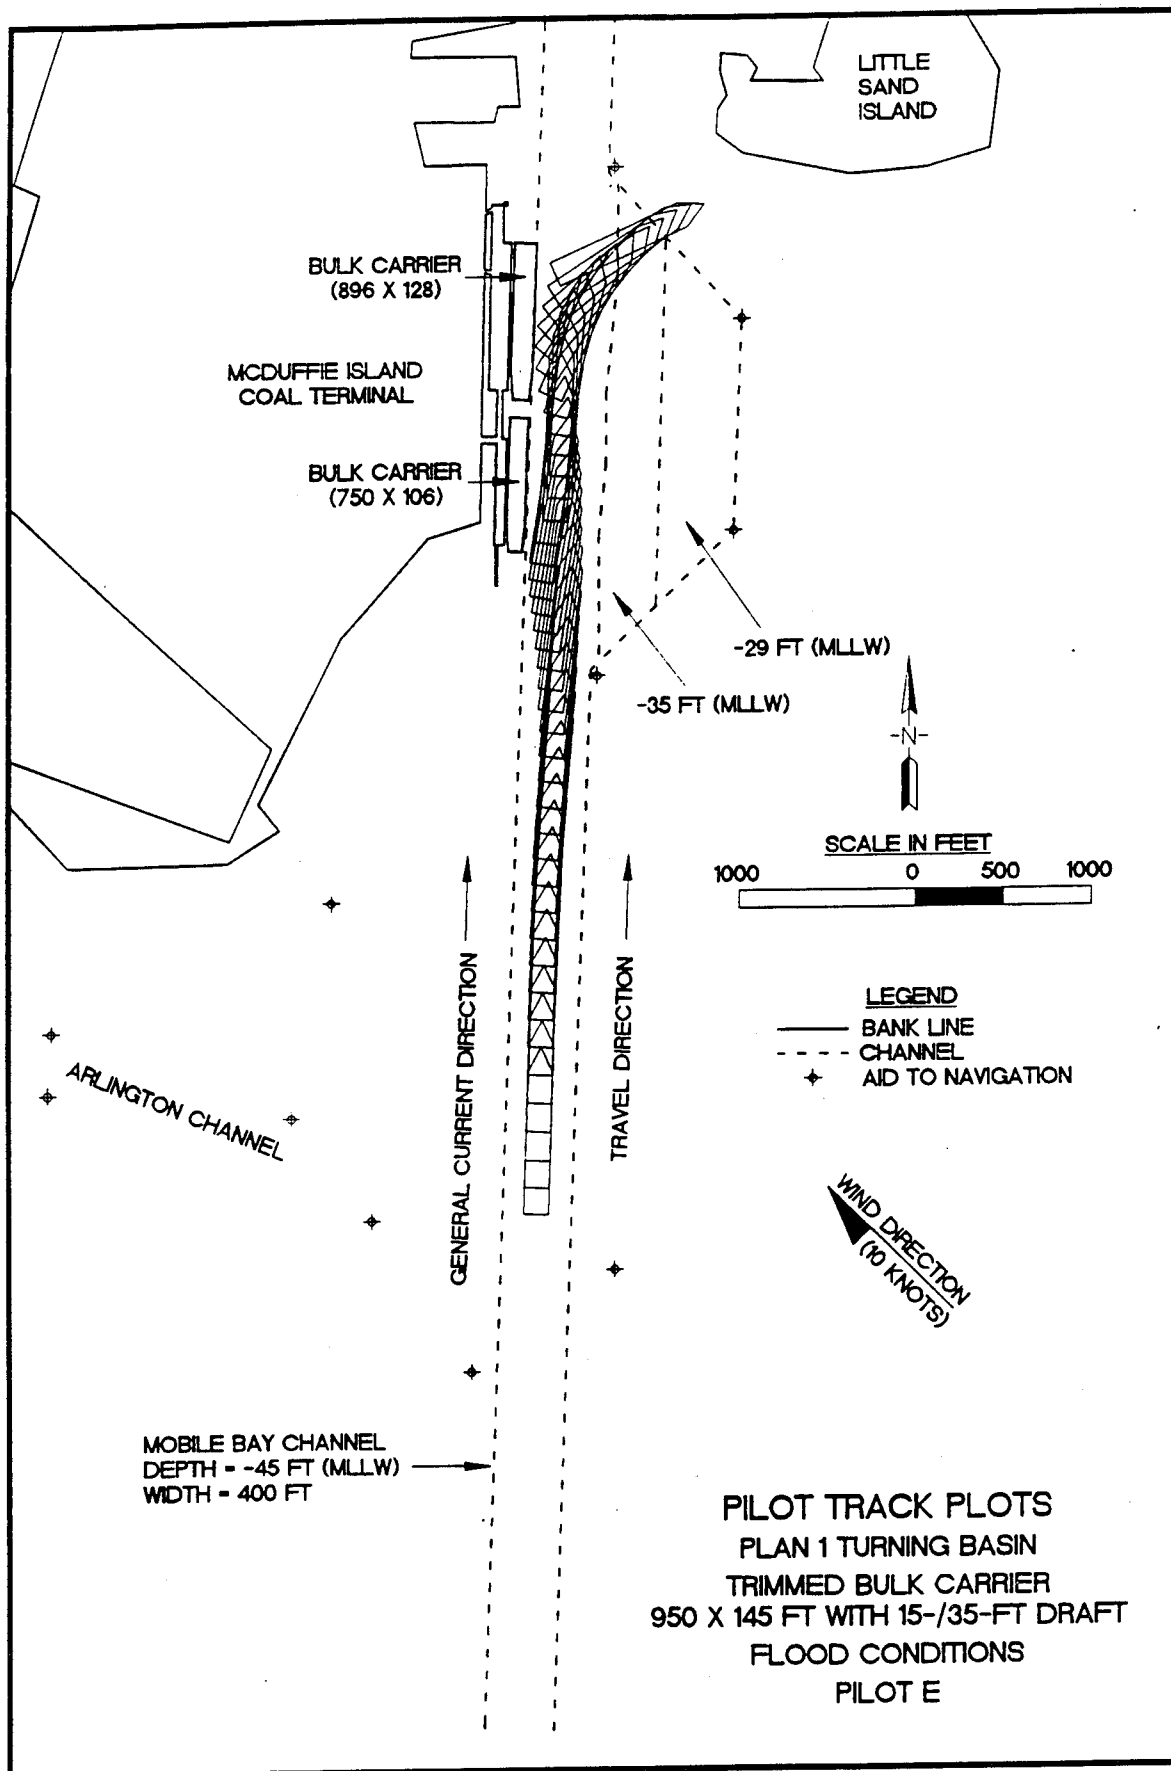 LITTLE
SAND
ISLAND
BULK CARRIER
(896 X 128)
MCDUFFIE ISLAND
COAL TERMINAL
BULK CARRIER
(750 X 106)
-29 FT (MLLW)
-35 FT (MLLW)
-N-
SCALE IN FEET
1000 0 500 1000
GENERAL CURRENT DIRECTION
TRAVEL DIRECTION
LEGEND
BANK LINE
CHANNEL
AID TO NAVIGATION
ARLINGTON CHANNEL
WIND DIRECTION
(10 KNOTS)
MOBILE BAY CHANNEL
DEPTH = -45 FT (MLLW)
WIDTH = 400 FT
PILOT TRACK PLOTS
PLAN 1 TURNING BASIN
TRIMMED BULK CARRIER
950 X 145 FT WITH 15-/35-FT DRAFT
FLOOD CONDITIONS
PILOT E